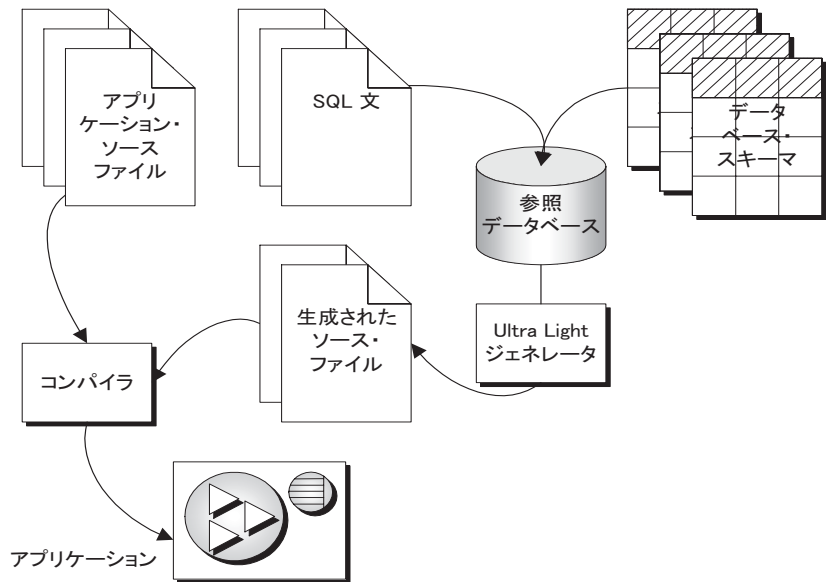 アプリ
ケーション・
ソース
ファイル
SQL 文
データ
ベース・
スキーマ
参照
データベース
生成された
ソース・
ファイル
Ultra Light
ジェネレータ
コンパイラ
アプリケーション